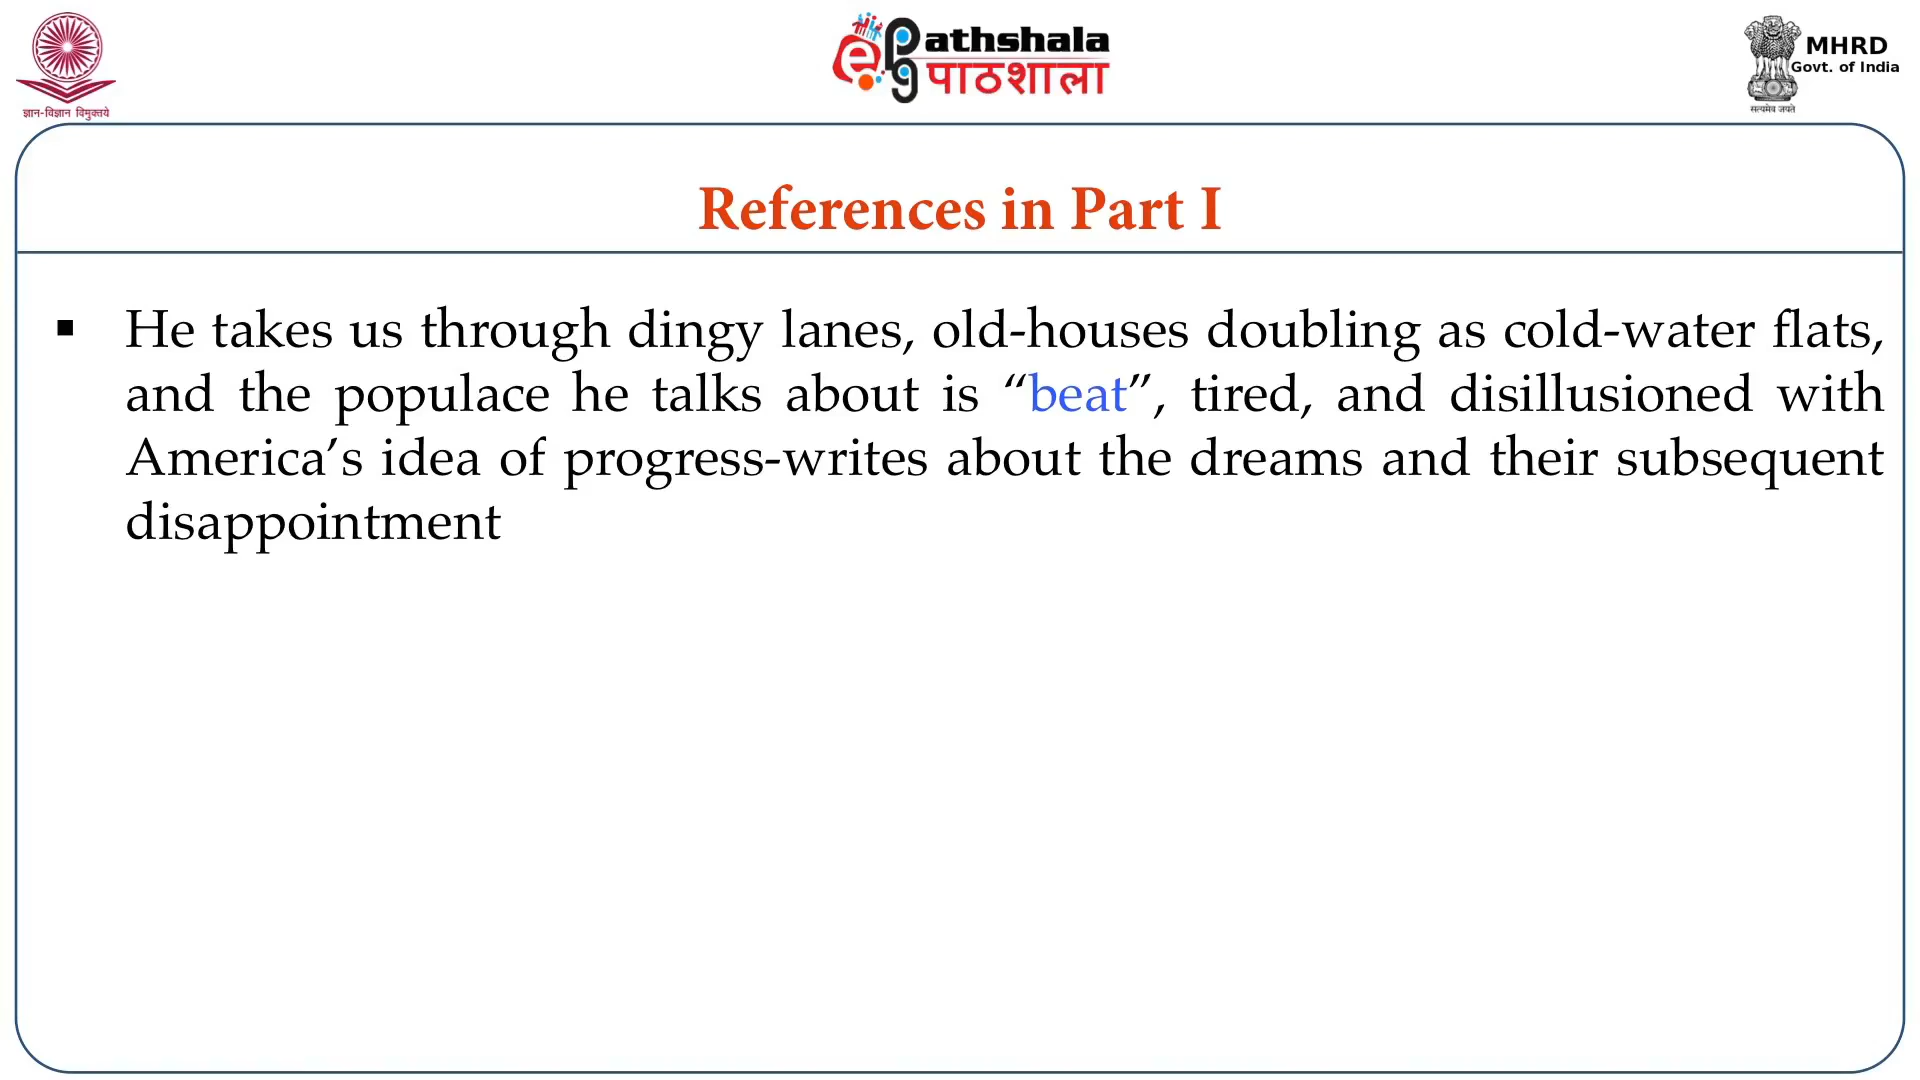 ज्ञान-विज्ञान विमुक्तये
ePG Pathshala
पाठशाला
MHRD
Govt. of India
सत्यमेव जयते
References in Part I
▪ He takes us through dingy lanes, old-houses doubling as cold-water flats,
and the populace he talks about is “beat”, tired, and disillusioned with
America’s idea of progress-writes about the dreams and their subsequent
disappointment